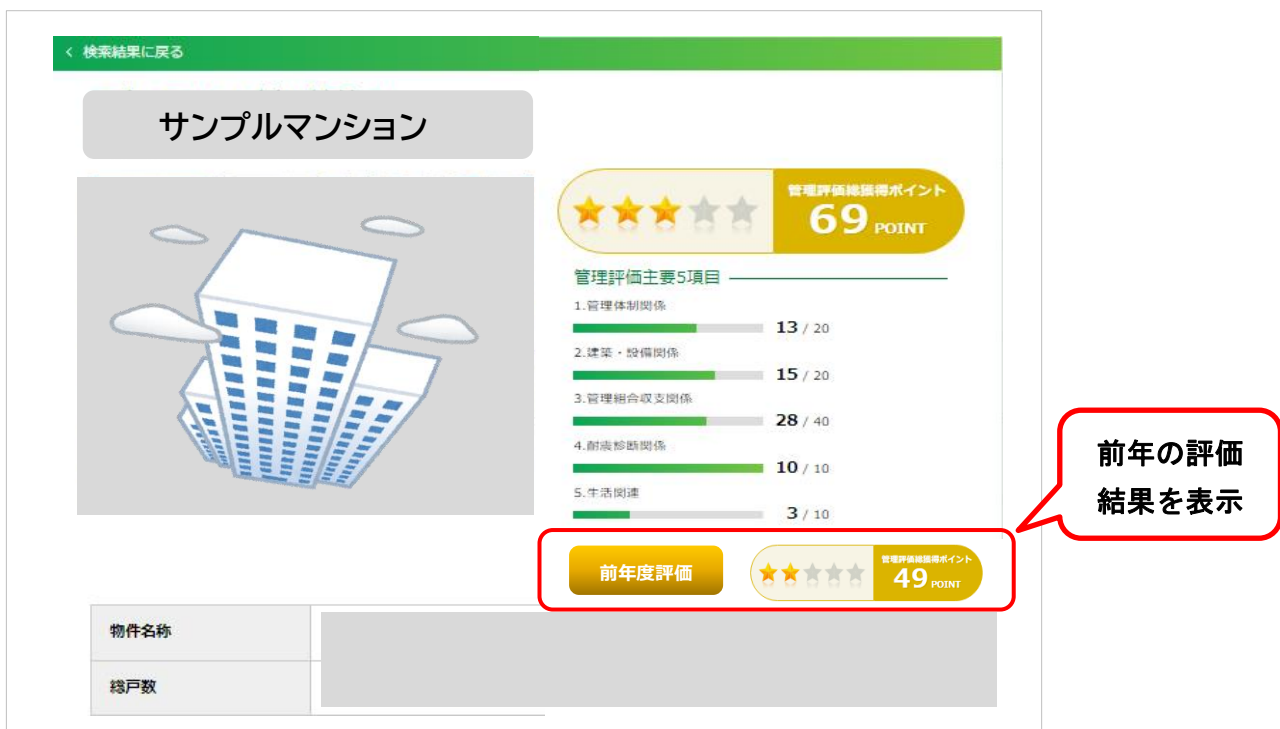 < 検索結果に戻る
サンプルマンション
管理評価総獲得ポイント
69 POINT
管理評価主要5項目
1.管理体制関係
13 / 20
2.建築・設備関係
15 / 20
3.管理組合収支関係
28 / 40
4.耐震診断関係
10 / 10
5.生活関連
3 / 10
前年度評価
管理評価総獲得ポイント
49 POINT
前年の評価
結果を表示
物件名称
総戸数